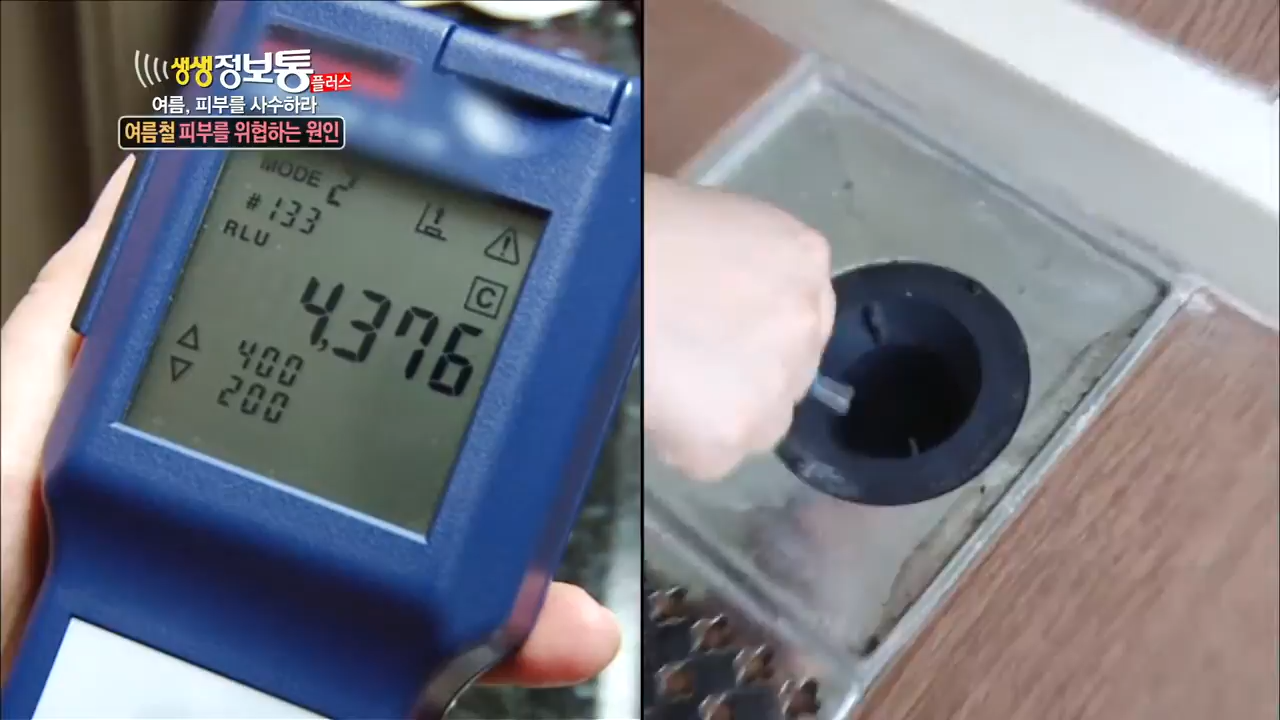 생생정보통
플러스
여름, 피부를 사수하라
여름철 피부를 위협하는 원인
MODE 2
#133
RLU
C
4,376
400
200